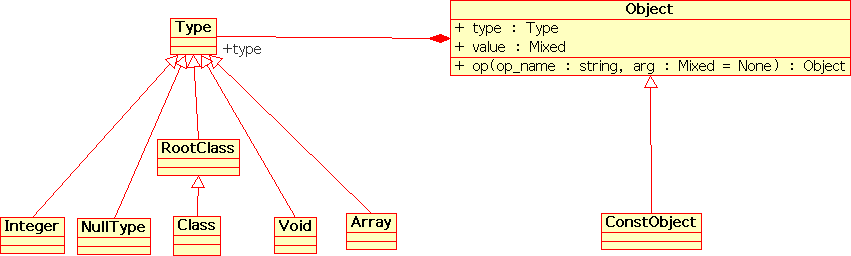 Object
Type
+ type : Type
+type
+ value : Mixed
+ op(op_name : string, arg : Mixed = None) : Object
RootClass
Integer
NullType
Class
Void
Array
ConstObject